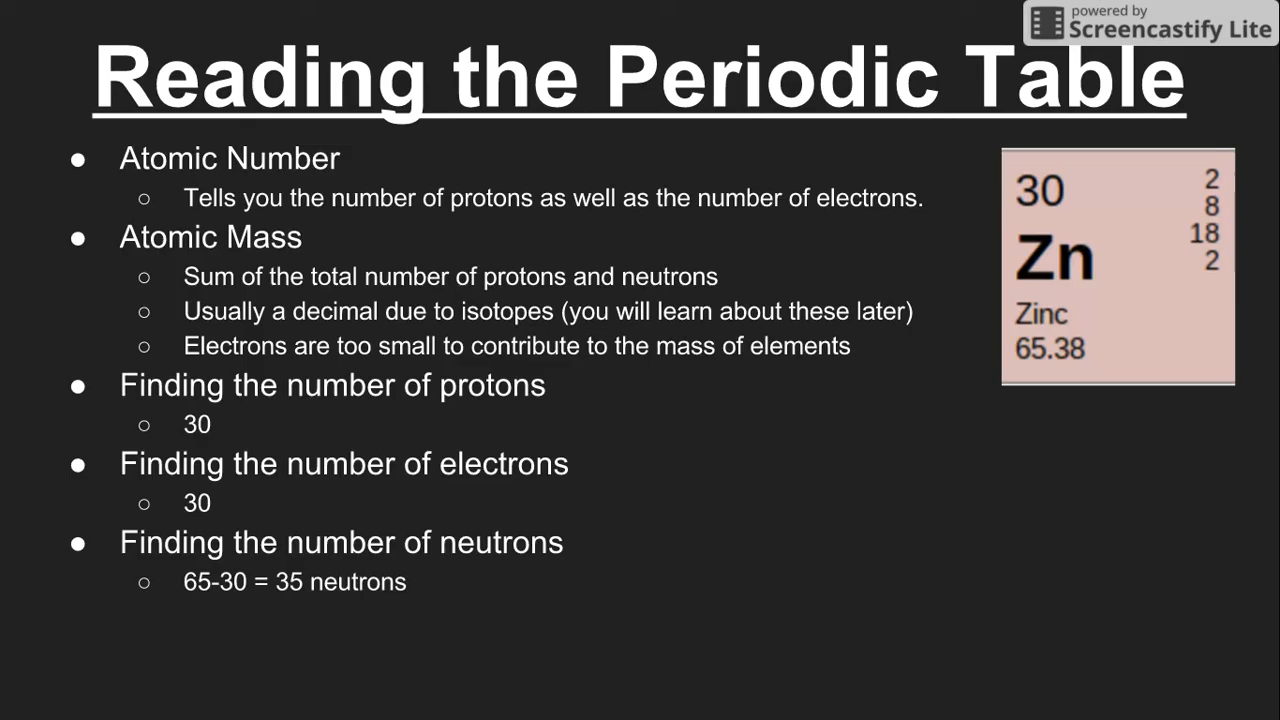 powered by
Screencastify Lite
Reading the Periodic Table
● Atomic Number
○ Tells you the number of protons as well as the number of electrons.
● Atomic Mass
○ Sum of the total number of protons and neutrons
○ Usually a decimal due to isotopes (you will learn about these later)
○ Electrons are too small to contribute to the mass of elements
● Finding the number of protons
○ 30
● Finding the number of electrons
○ 30
● Finding the number of neutrons
○ 65-30 = 35 neutrons
30
2
8
18
2
Zn
Zinc
65.38